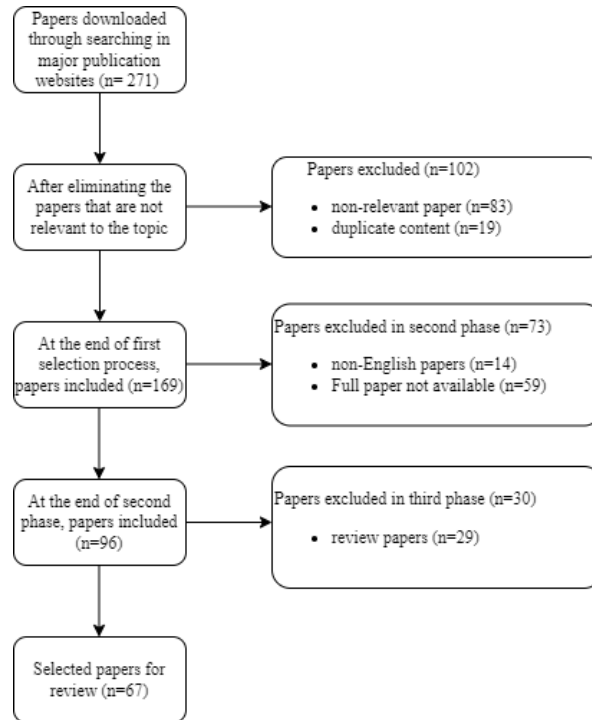 Papers downloaded
through searching in
major publication
websites (n= 271)
After eliminating the
papers that are not
relevant to the topic
Papers excluded (n=102)
• non-relevant paper (n=83)
• duplicate content (n=19)
At the end of first
selection process,
papers included (n=169)
Papers excluded in second phase (n=73)
• non-English papers (n=14)
• Full paper not available (n=59)
At the end of second
phase, papers included
(n=96)
Papers excluded in third phase (n=30)
• review papers (n=29)
Selected papers for
review (n=67)